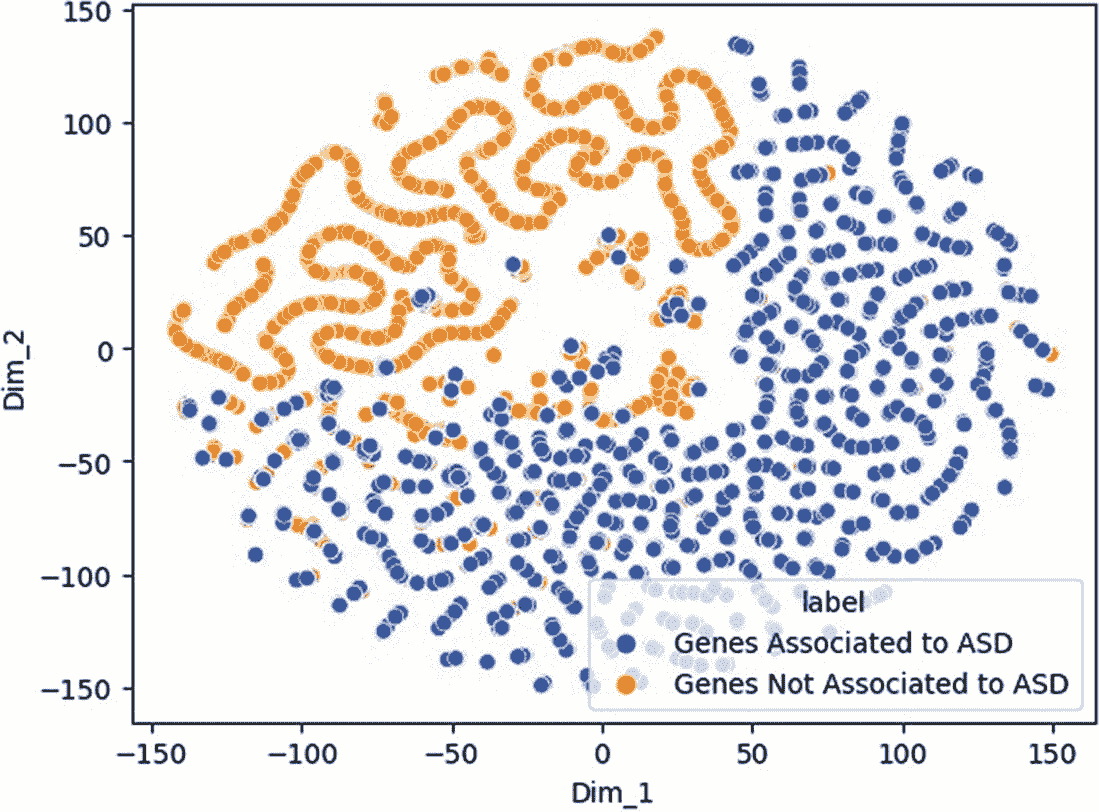 150
100
50
0
−50
−100
−150
Dim_2
label
Genes Associated to ASD
Genes Not Associated to ASD
−150 −100 −50 0 50 100 150
Dim_1